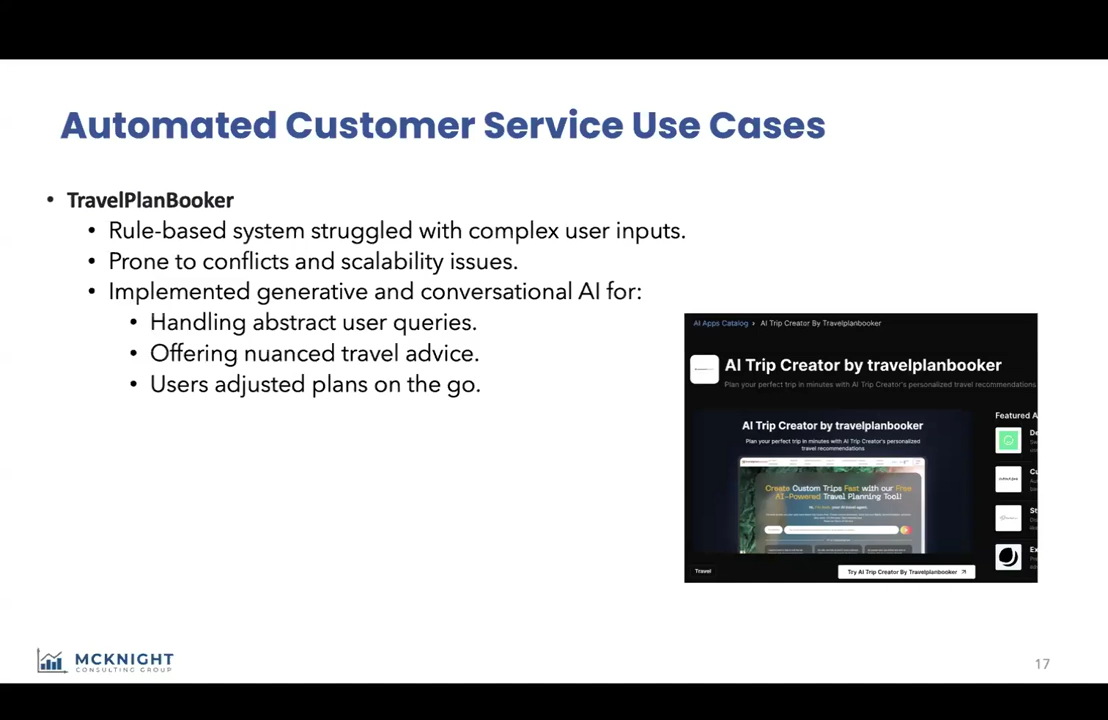 Automated Customer Service Use Cases
• TravelPlanBooker
• Rule-based system struggled with complex user inputs.
• Prone to conflicts and scalability issues.
• Implemented generative and conversational AI for:
• Handling abstract user queries.
• Offering nuanced travel advice.
• Users adjusted plans on the go.
AI Apps Catalog > AI Trip Creator By Travelplanbooker
AI Trip Creator by travelplanbooker
Plan your perfect trip in minutes with AI Trip Creator's personalized travel recommendations.
Featured A
AI Trip Creator by travelplanbooker
Plan your perfect trip in minutes with AI Trip Creator's personalized
travel recommendations
Create Custom Trips Fast with our Free
AI-Powered Travel Planning Tool!
Travel
Try AI Trip Creator By Travelplanbooker
MCKNIGHT
CONSULTING GROUP
17